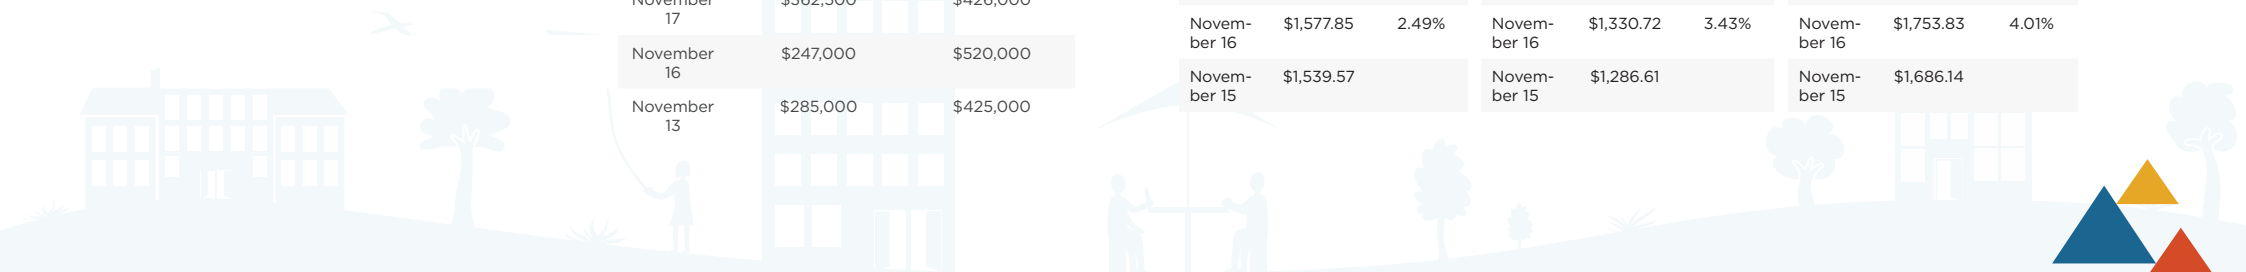 November
17
November $247,000 $520,000
16
November $285,000 $425,000
13
Novem- $1,577.85 2.49%
ber 16
Novem- $1,539.57
ber 15
Novem- $1,330.72 3.43%
ber 16
Novem- $1,286.61
ber 15
Novem- $1,753.83 4.01%
ber 16
Novem- $1,686.14
ber 15